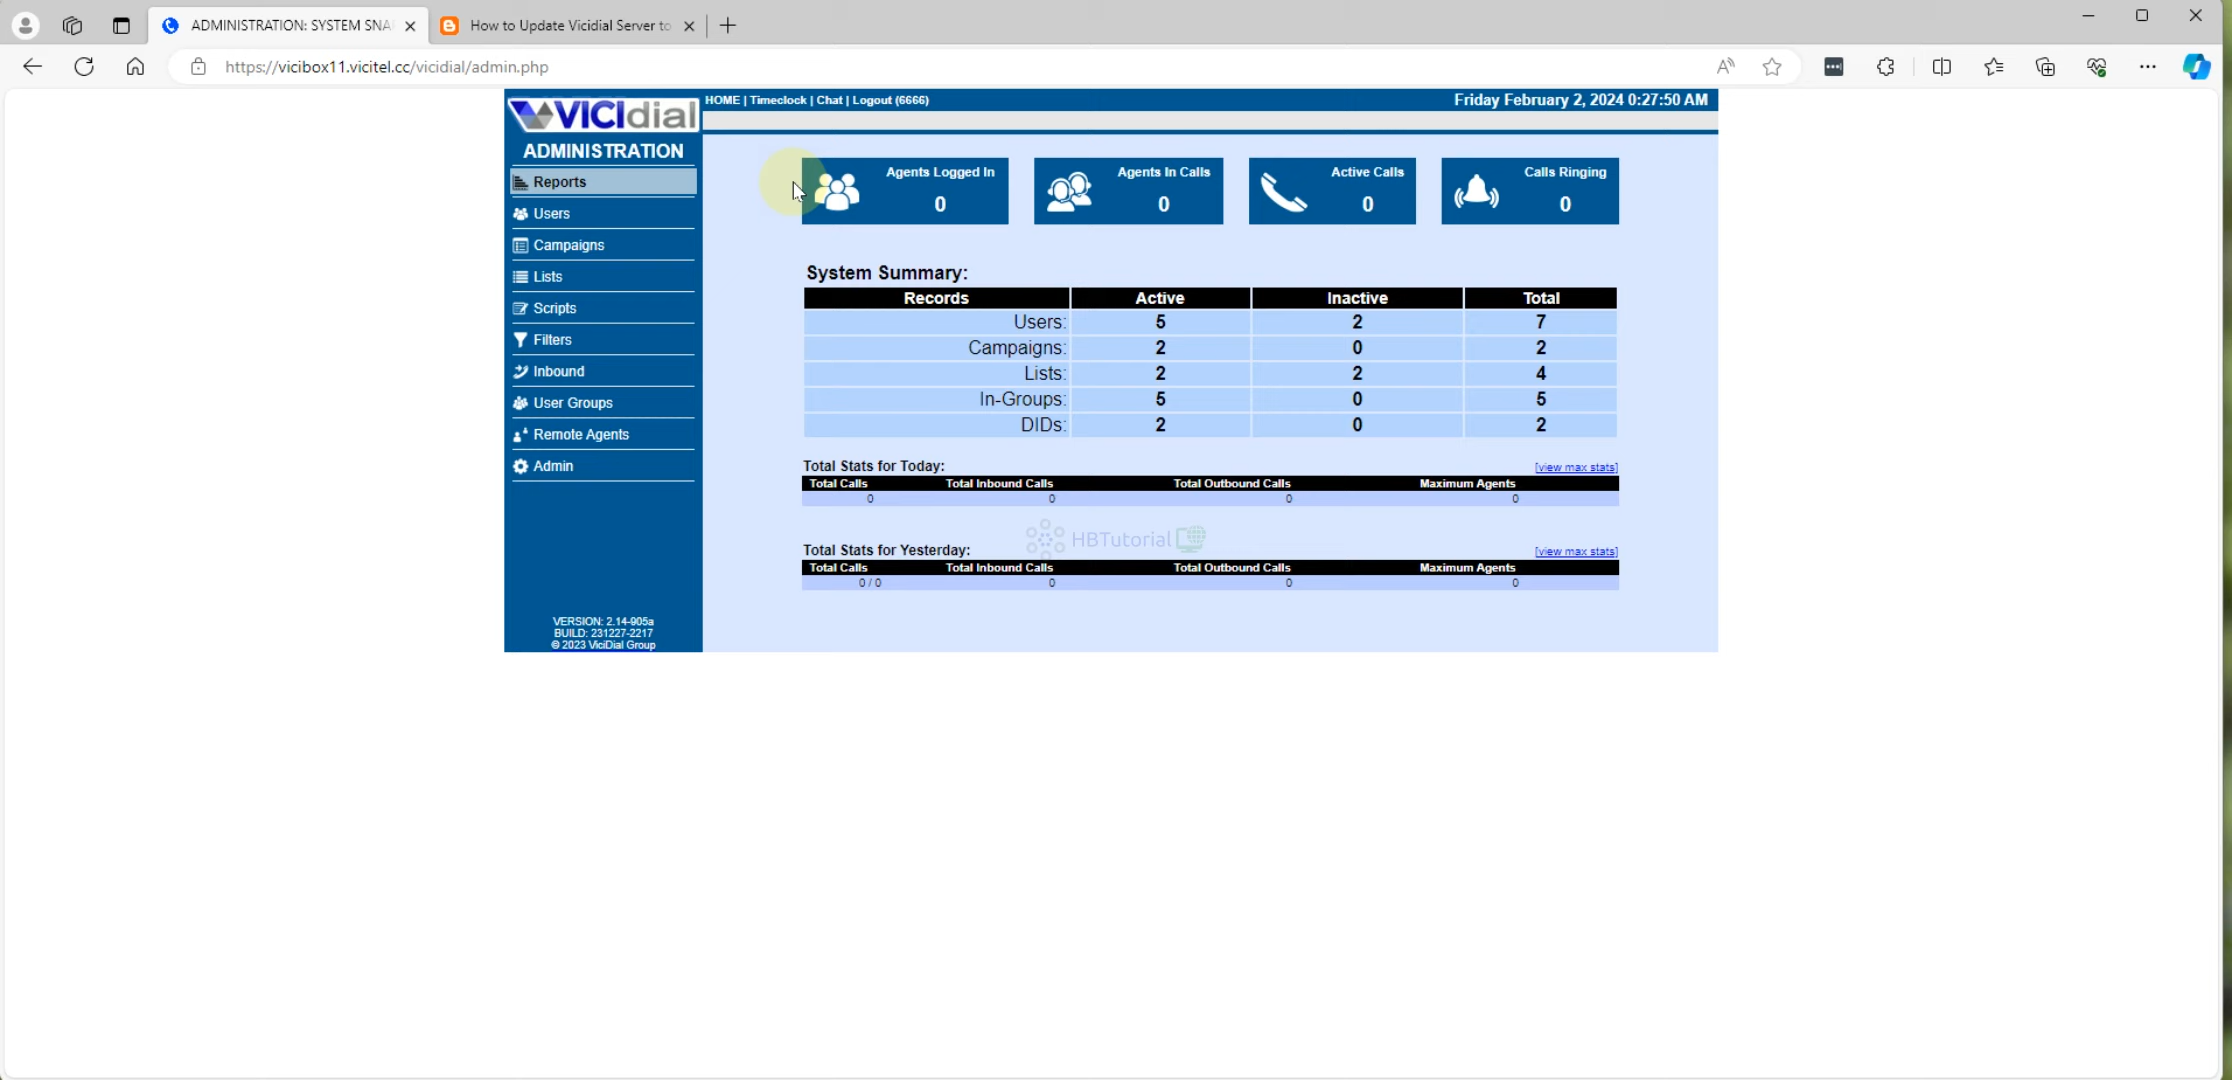 ADMINISTRATION: SYSTEM SNA
How to Update Vicidial Server to
https://vicibox11.vicitel.cc/vicidial/admin.php
VICIdial
HOME | Timeclock | Chat | Logout (6666)
Friday February 2, 2024 0:27:50 AM
ADMINISTRATION
Reports
Users
Campaigns
Lists
Scripts
Filters
Inbound
User Groups
Remote Agents
Admin
VERSION: 2.14-905a
BUILD: 231227-2217
© 2023 ViciDial Group
Agents Logged In
0
Agents In Calls
0
Active Calls
0
Calls Ringing
0
System Summary:
Records Active Inactive Total
Users: 5 2 7
Campaigns: 2 0 2
Lists: 2 2 4
In-Groups: 5 0 5
DIDs: 2 0 2
Total Stats for Today: [view max stats]
Total Calls Total Inbound Calls Total Outbound Calls Maximum Agents
0 0 0 0
HBTutorial
Total Stats for Yesterday: [view max stats]
Total Calls Total Inbound Calls Total Outbound Calls Maximum Agents
0 / 0 0 0 0